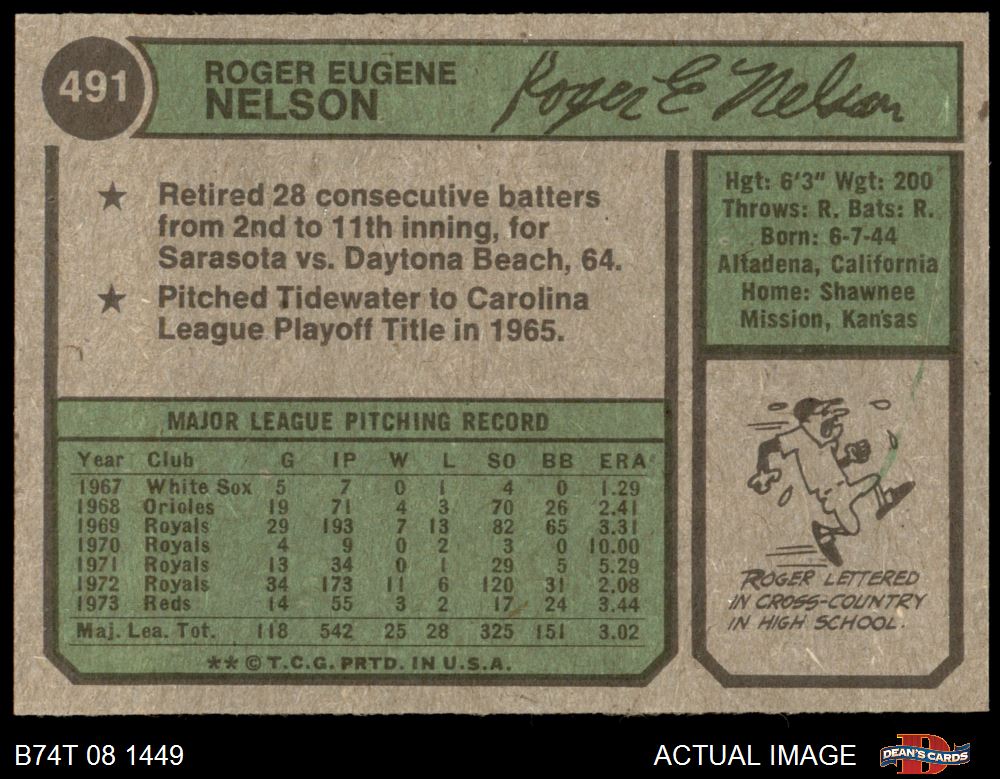 491
ROGER EUGENE
NELSON
Roger E Nelson
★ Retired 28 consecutive batters
from 2nd to 11th inning, for
Sarasota vs. Daytona Beach, 64.
★ Pitched Tidewater to Carolina
League Playoff Title in 1965.
Hgt: 6'3" Wgt: 200
Throws: R. Bats: R.
Born: 6-7-44
Altadena, California
Home: Shawnee
Mission, Kansas
MAJOR LEAGUE PITCHING RECORD
Year Club G IP W L SO BB ERA
1967 White Sox 5 7 0 1 4 0 1.29
1968 Orioles 19 71 4 3 70 26 2.41
1969 Royals 29 193 7 13 82 65 3.31
1970 Royals 4 9 0 2 3 0 10.00
1971 Royals 13 34 0 1 29 5 5.29
1972 Royals 34 173 11 6 120 31 2.08
1973 Reds 14 55 3 2 17 24 3.44
Maj. Lea. Tot. 118 542 25 28 325 151 3.02
** © T.C.G. PRTD. IN U.S.A.
ROGER LETTERED
IN CROSS-COUNTRY
IN HIGH SCHOOL.
B74T 08 1449
ACTUAL IMAGE
D
DEAN'S CARDS